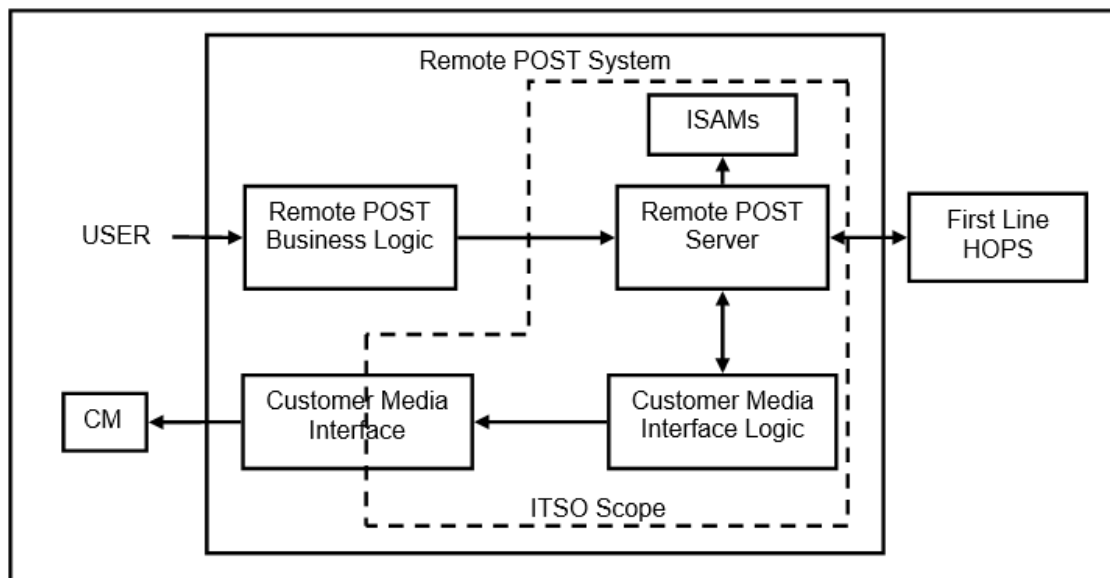 Remote POST System
ISAMs
USER
Remote POST
Business Logic
Remote POST
Server
First Line
HOPS
CM
Customer Media
Interface
Customer Media
Interface Logic
ITSO Scope